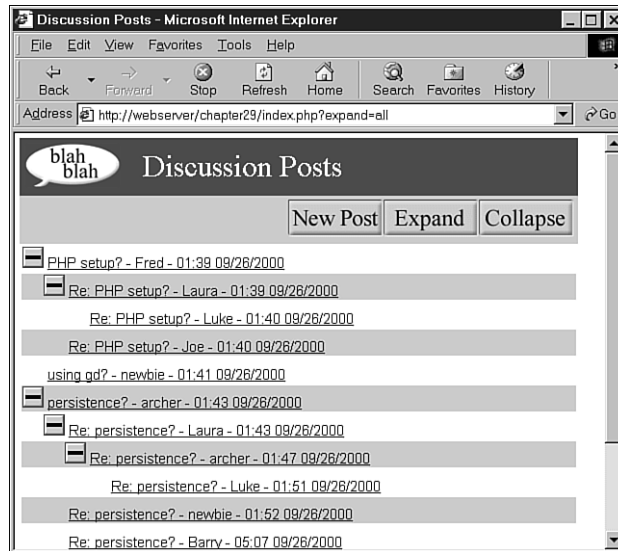 Discussion Posts - Microsoft Internet Explorer
File Edit View Favorites Tools Help
Back Forward Stop Refresh Home Search Favorites History »
Address http://webserver/chapter29/index.php?expand=all Go
blah
blah
Discussion Posts
New Post Expand Collapse
PHP setup? - Fred - 01:39 09/26/2000
Re: PHP setup? - Laura - 01:39 09/26/2000
Re: PHP setup? - Luke - 01:40 09/26/2000
Re: PHP setup? - Joe - 01:40 09/26/2000
using gd? - newbie - 01:41 09/26/2000
persistence? - archer - 01:43 09/26/2000
Re: persistence? - Laura - 01:43 09/26/2000
Re: persistence? - archer - 01:47 09/26/2000
Re: persistence? - Luke - 01:51 09/26/2000
Re: persistence? - newbie - 01:52 09/26/2000
Re: persistence? - Barry - 05:07 09/26/2000